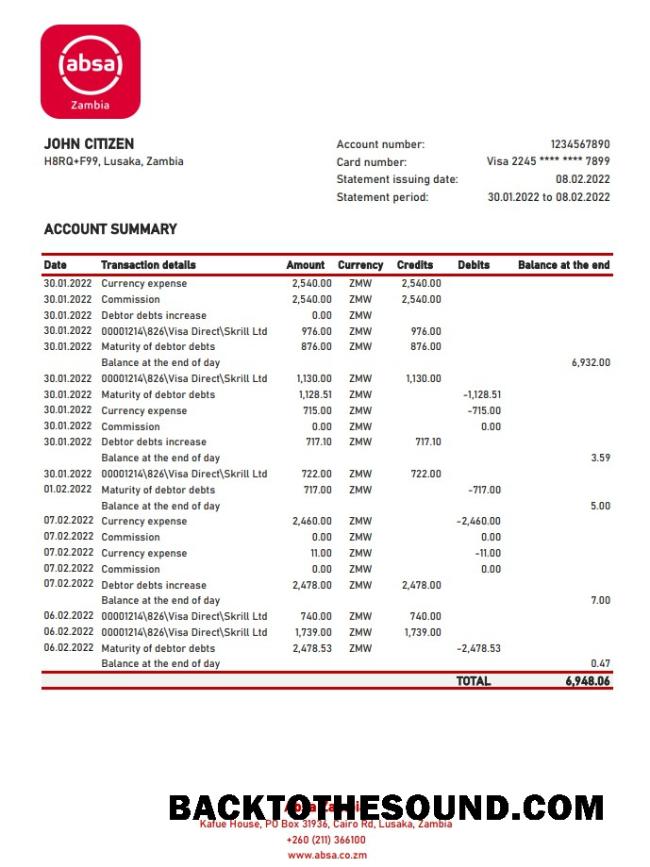 absa
Zambia
JOHN CITIZEN
H8RQ+F99, Lusaka, Zambia
Account number: 1234567890
Card number: Visa 2245 **** **** 7899
Statement issuing date: 08.02.2022
Statement period: 30.01.2022 to 08.02.2022
ACCOUNT SUMMARY
Date Transaction details Amount Currency Credits Debits Balance at the end
30.01.2022 Currency expense 2,540.00 ZMW 2,540.00
30.01.2022 Commission 2,540.00 ZMW 2,540.00
30.01.2022 Debtor debts increase 0.00 ZMW
30.01.2022 00001214\826\Visa Direct\Skrill Ltd 976.00 ZMW 976.00
30.01.2022 Maturity of debtor debts 876.00 ZMW 876.00
Balance at the end of day 6,932.00
30.01.2022 00001214\826\Visa Direct\Skrill Ltd 1,130.00 ZMW 1,130.00
30.01.2022 Maturity of debtor debts 1,128.51 ZMW -1,128.51
30.01.2022 Currency expense 715.00 ZMW -715.00
30.01.2022 Commission 0.00 ZMW 0.00
30.01.2022 Debtor debts increase 717.10 ZMW 717.10
Balance at the end of day 3.59
30.01.2022 00001214\826\Visa Direct\Skrill Ltd 722.00 ZMW 722.00
01.02.2022 Maturity of debtor debts 717.00 ZMW -717.00
Balance at the end of day 5.00
07.02.2022 Currency expense 2,460.00 ZMW -2,460.00
07.02.2022 Commission 0.00 ZMW 0.00
07.02.2022 Currency expense 11.00 ZMW -11.00
07.02.2022 Commission 0.00 ZMW 0.00
07.02.2022 Debtor debts increase 2,478.00 ZMW 2,478.00
Balance at the end of day 7.00
06.02.2022 00001214\826\Visa Direct\Skrill Ltd 740.00 ZMW 740.00
06.02.2022 00001214\826\Visa Direct\Skrill Ltd 1,739.00 ZMW 1,739.00
06.02.2022 Maturity of debtor debts 2,478.53 ZMW -2,478.53
Balance at the end of day 0.47
TOTAL 6,948.06
BACKTOTHESOUND.COM
Kafue House, PO Box 31936, Cairo Rd, Lusaka, Zambia
+260 (211) 366100
www.absa.co.zm